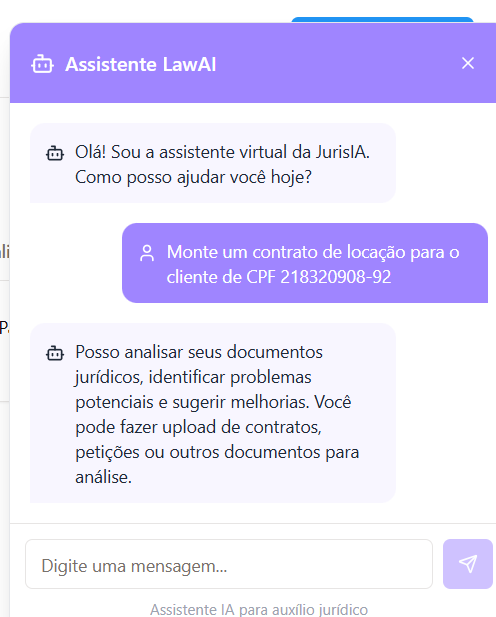 Assistente LawAI
Olá! Sou a assistente virtual da JurisIA.
Como posso ajudar você hoje?
Monte um contrato de locação para o
cliente de CPF 218320908-92
Posso analisar seus documentos
jurídicos, identificar problemas
potenciais e sugerir melhorias. Você
pode fazer upload de contratos,
petições ou outros documentos para
análise.
Digite uma mensagem...
Assistente IA para auxílio jurídico